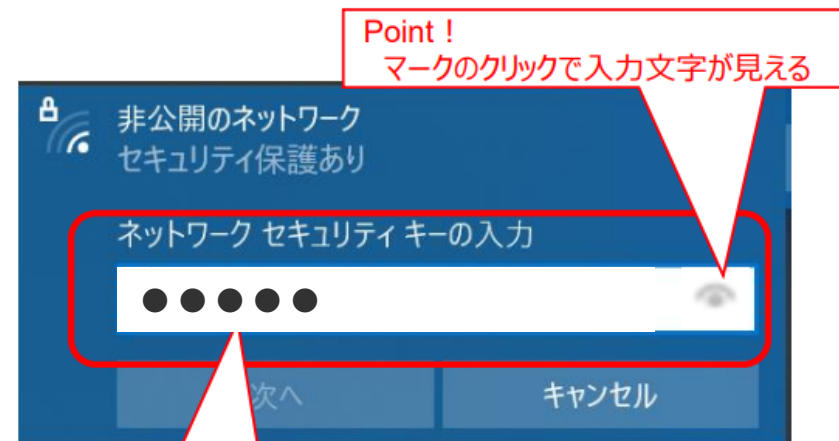 Point！
マークのクリックで入力文字が見える
非公開のネットワーク
セキュリティ保護あり
ネットワーク セキュリティ キーの入力
●●●●●
次へ
キャンセル